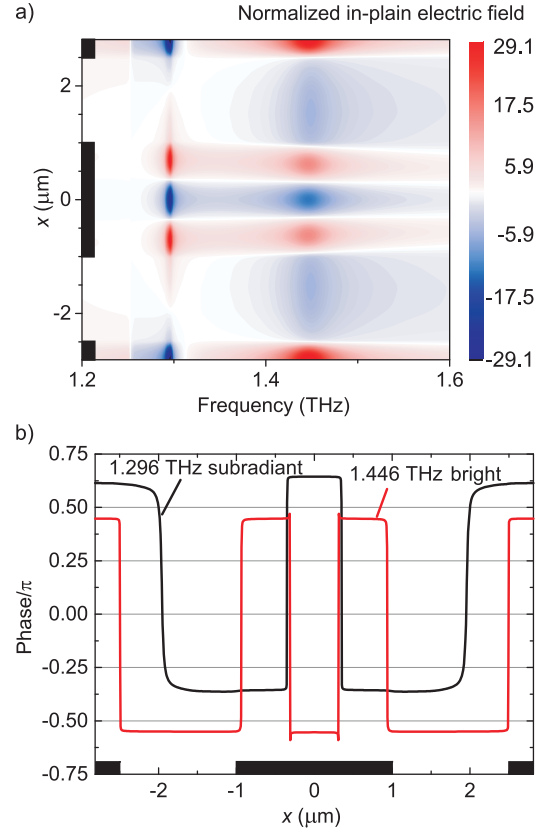 a)
Normalized in-plain electric field
2
0
-2
x (μm)
1.2
1.4
1.6
Frequency (THz)
29.1
17.5
5.9
-5.9
-17.5
-29.1
b)
0.75
0.50
0.25
0.00
-0.25
-0.50
-0.75
Phase/π
1.296 THz subradiant
1.446 THz bright
-2
-1
0
1
2
x (μm)